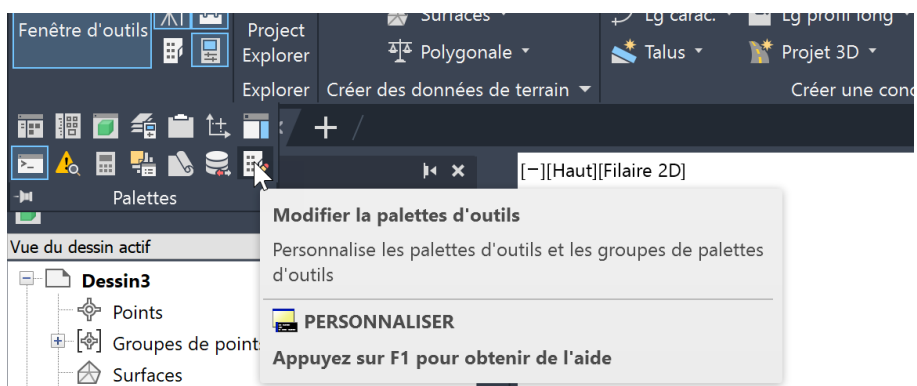 Surfaces
Lg carac.
Lg profil long
Fenêtre d'outils
Project
Explorer
Polygonale
Talus
Projet 3D
Explorer
Créer des données de terrain
Créer une conc
[−][Haut][Filaire 2D]
Palettes
Modifier la palettes d'outils
Personnalise les palettes d'outils et les groupes de palettes
d'outils
PERSONNALISER
Appuyez sur F1 pour obtenir de l'aide
Vue du dessin actif
Dessin3
Points
Groupes de point
Surfaces